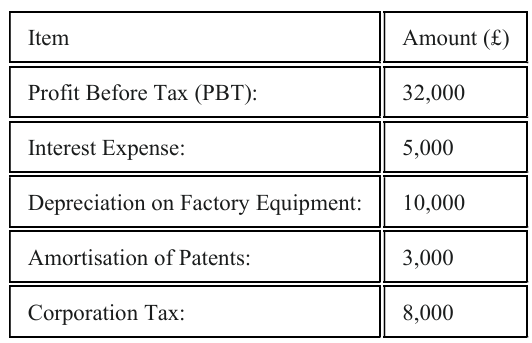 Item Amount (£)
Profit Before Tax (PBT): 32,000
Interest Expense: 5,000
Depreciation on Factory Equipment: 10,000
Amortisation of Patents: 3,000
Corporation Tax: 8,000